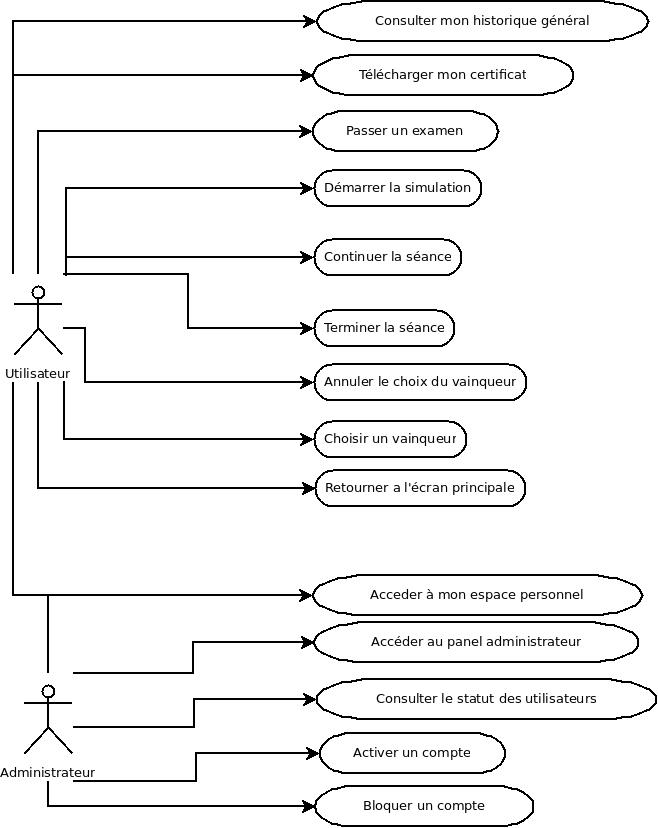 Consulter mon historique général
Télécharger mon certificat
Passer un examen
Démarrer la simulation
Continuer la séance
Terminer la séance
Utilisateur
Annuler le choix du vainqueur
Choisir un vainqueur
Retourner a l'écran principale
Acceder à mon espace personnel
Accéder au panel administrateur
Consulter le statut des utilisateurs
Activer un compte
Administrateur
Bloquer un compte